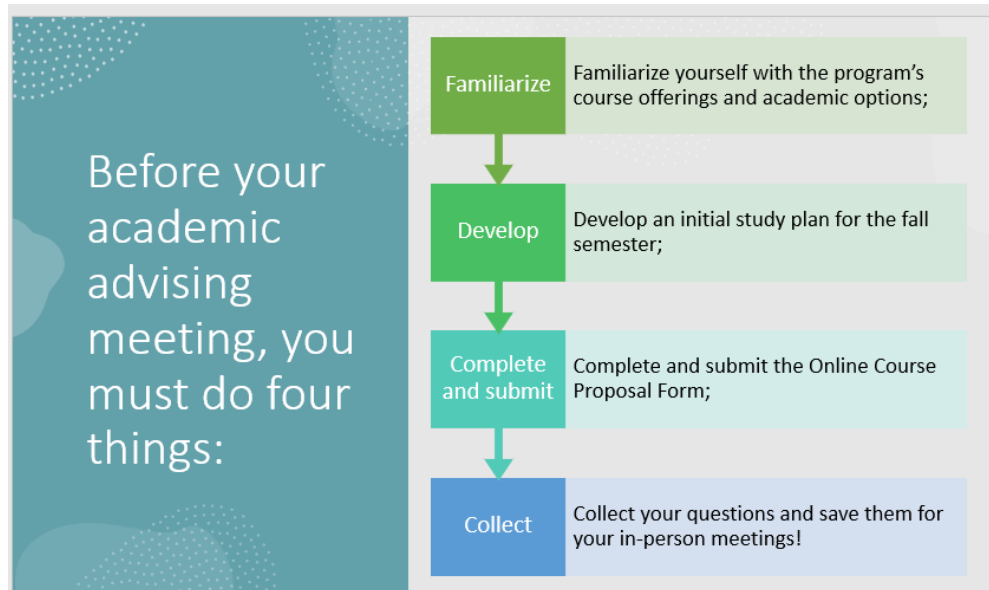 Before your
academic
advising
meeting, you
must do four
things:
Familiarize
Familiarize yourself with the program’s
course offerings and academic options;
Develop
Develop an initial study plan for the fall
semester;
Complete
and submit
Complete and submit the Online Course
Proposal Form;
Collect
Collect your questions and save them for
your in-person meetings!